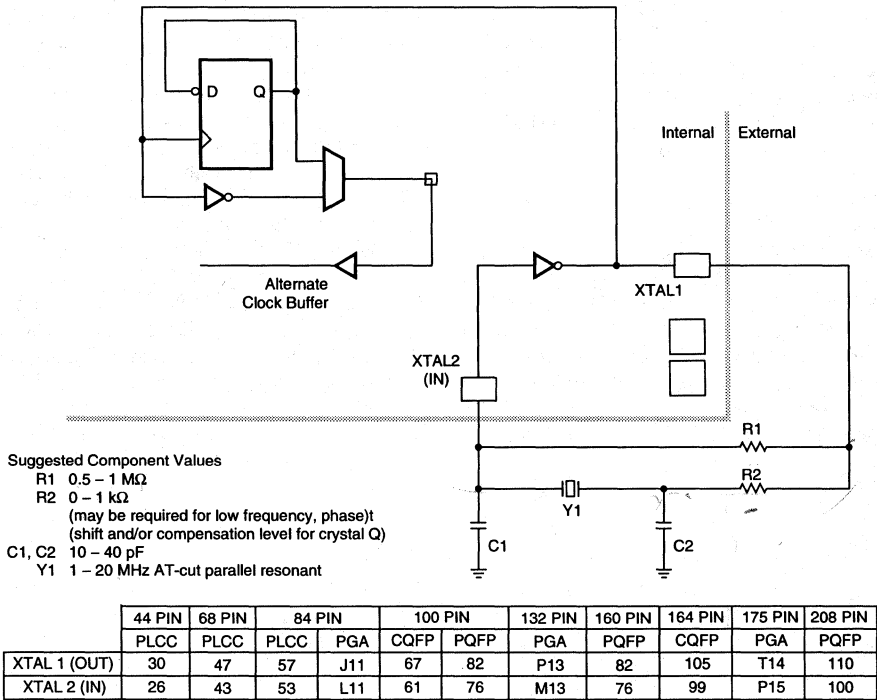 D Q
Internal External
Alternate
Clock Buffer
XTAL1
XTAL2
(IN)
R1
R2
Y1
C1
C2
Suggested Component Values
R1 0.5 – 1 MΩ
R2 0 – 1 kΩ
(may be required for low frequency, phase)t
(shift and/or compensation level for crystal Q)
C1, C2 10 – 40 pF
Y1 1 – 20 MHz AT-cut parallel resonant
44 PIN 68 PIN 84 PIN 100 PIN 132 PIN 160 PIN 164 PIN 175 PIN 208 PIN
PLCC PLCC PLCC PGA CQFP PQFP PGA PQFP CQFP PGA PQFP
XTAL 1 (OUT) 30 47 57 J11 67 82 P13 82 105 T14 110
XTAL 2 (IN) 26 43 53 L11 61 76 M13 76 99 P15 100